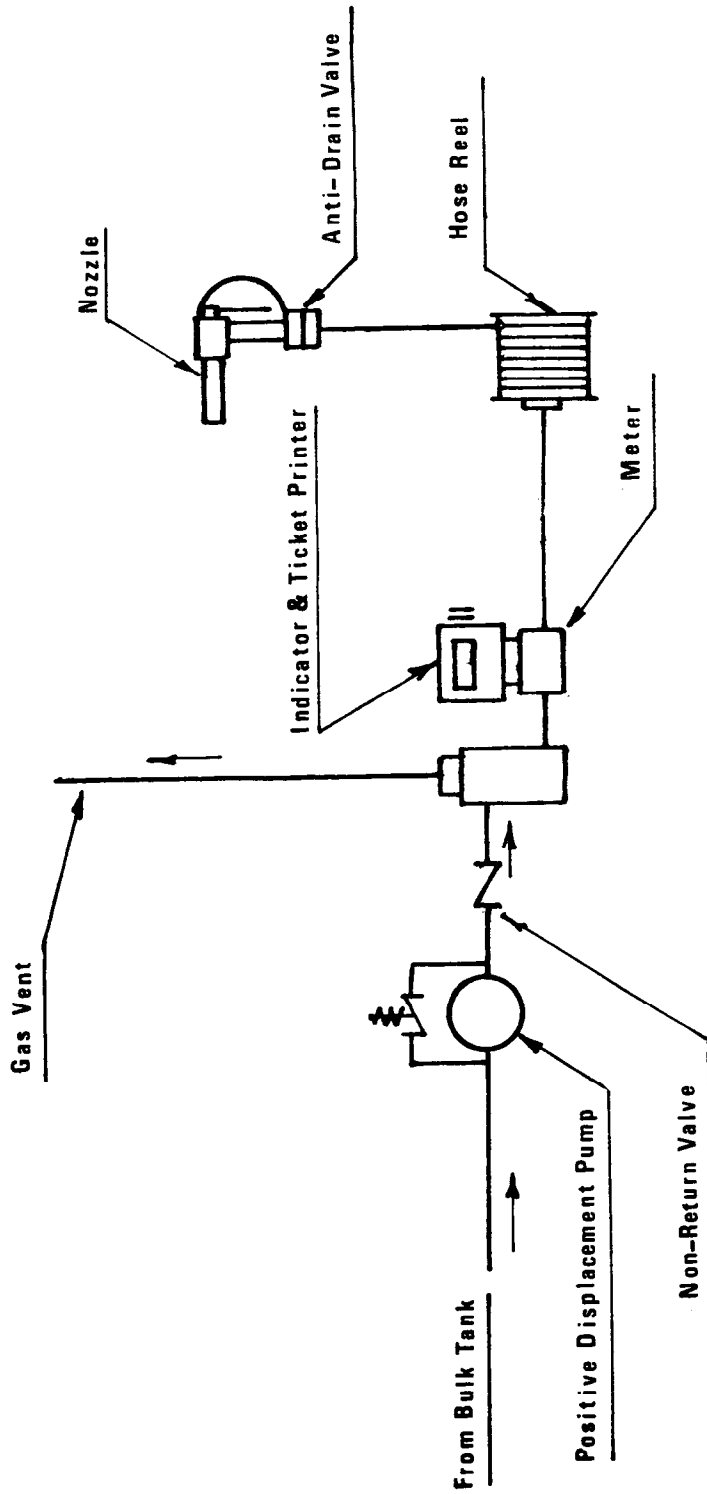 Nozzle
Anti-Drain Valve
Hose Reel
Indicator & Ticket Printer
Meter
Gas Vent
From Bulk Tank
Positive Displacement Pump
Non-Return Valve